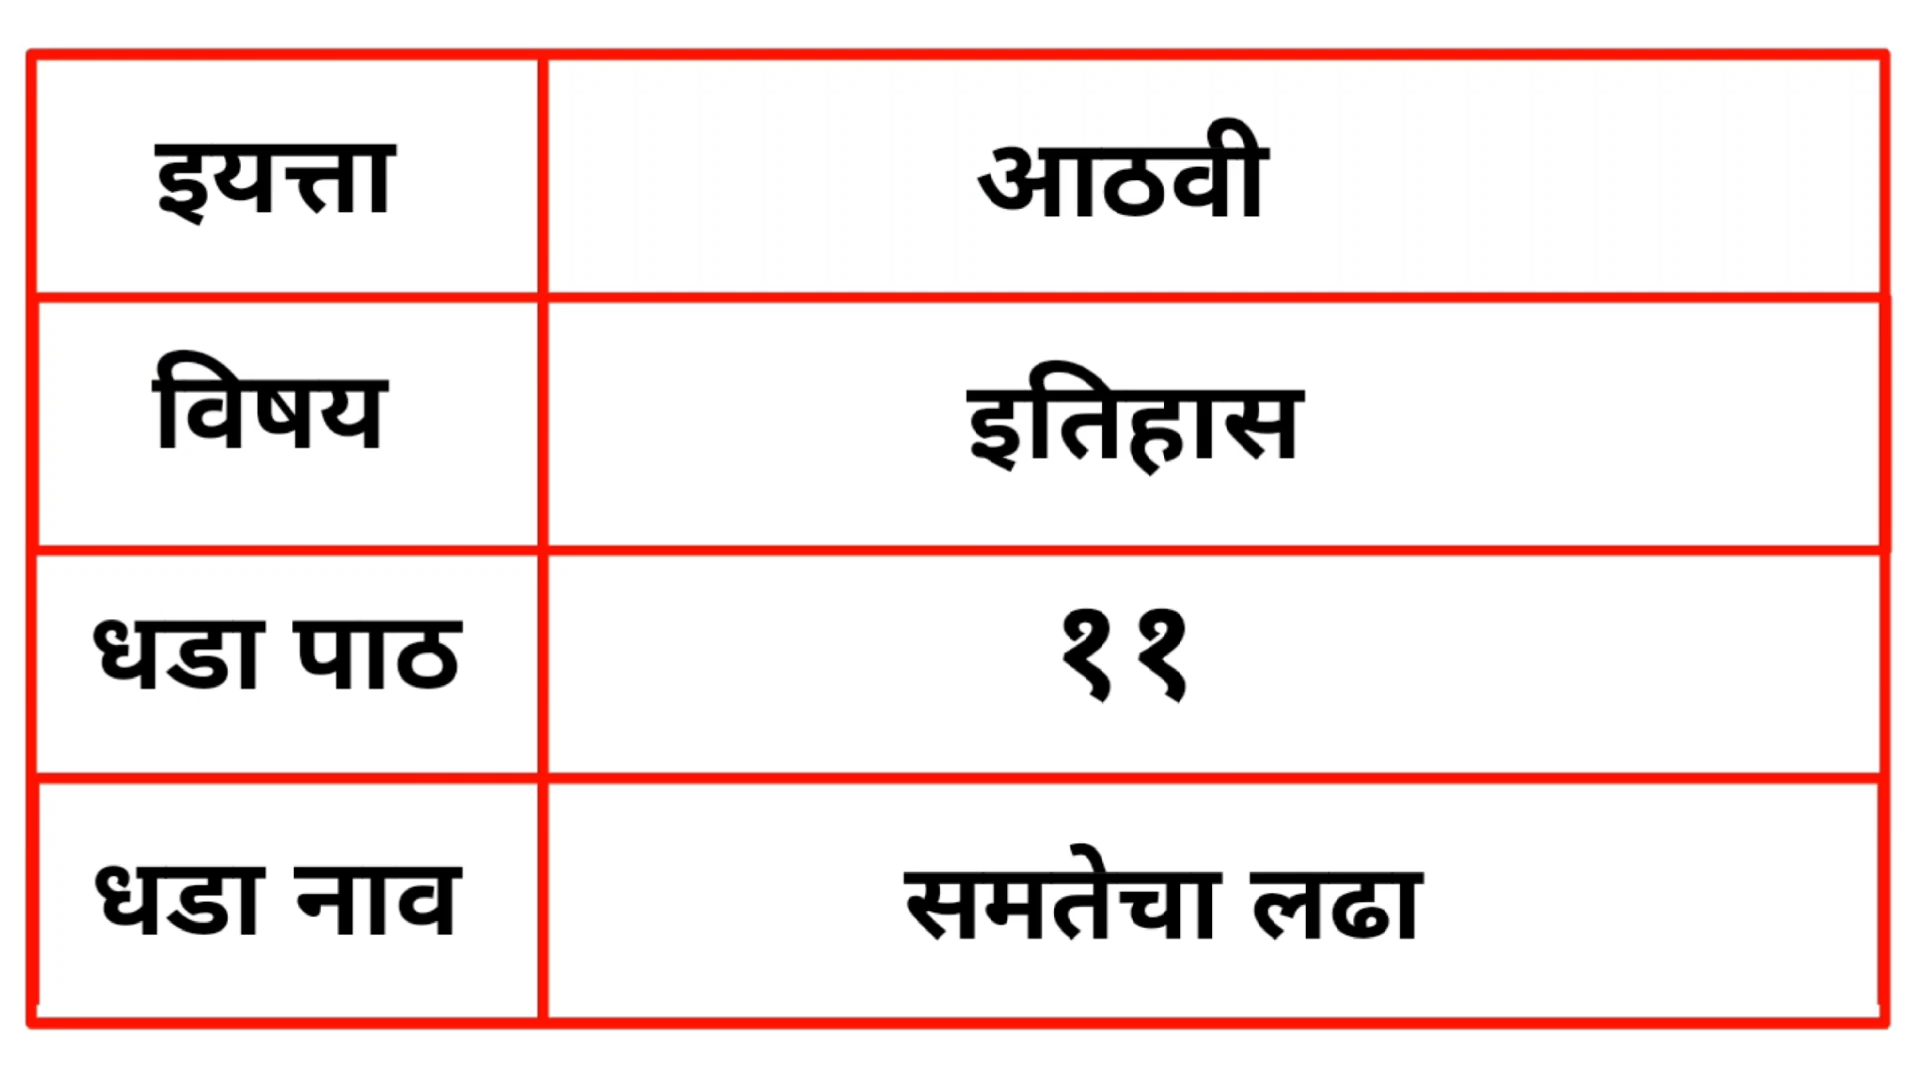 इयत्ता आठवी
विषय इतिहास
धडा पाठ ११
धडा नाव समतेचा लढा